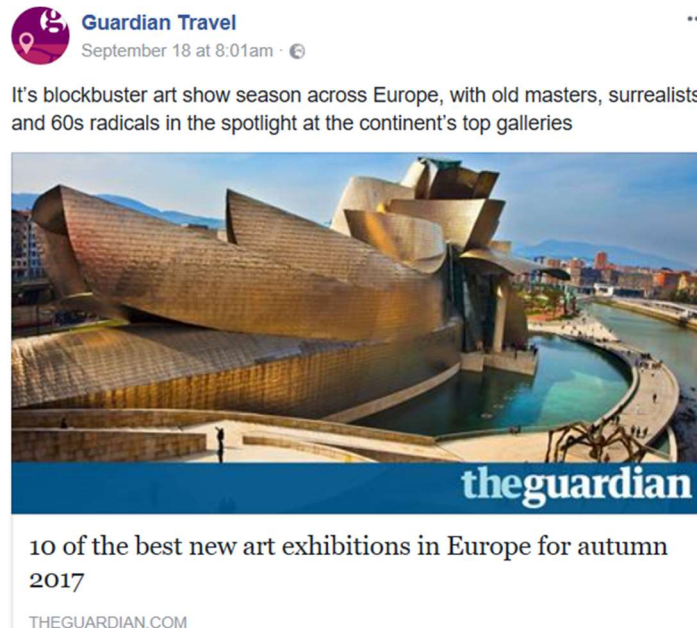 Guardian Travel
September 18 at 8:01am ·
It's blockbuster art show season across Europe, with old masters, surrealists
and 60s radicals in the spotlight at the continent's top galleries
theguardian
10 of the best new art exhibitions in Europe for autumn
2017
THEGUARDIAN.COM